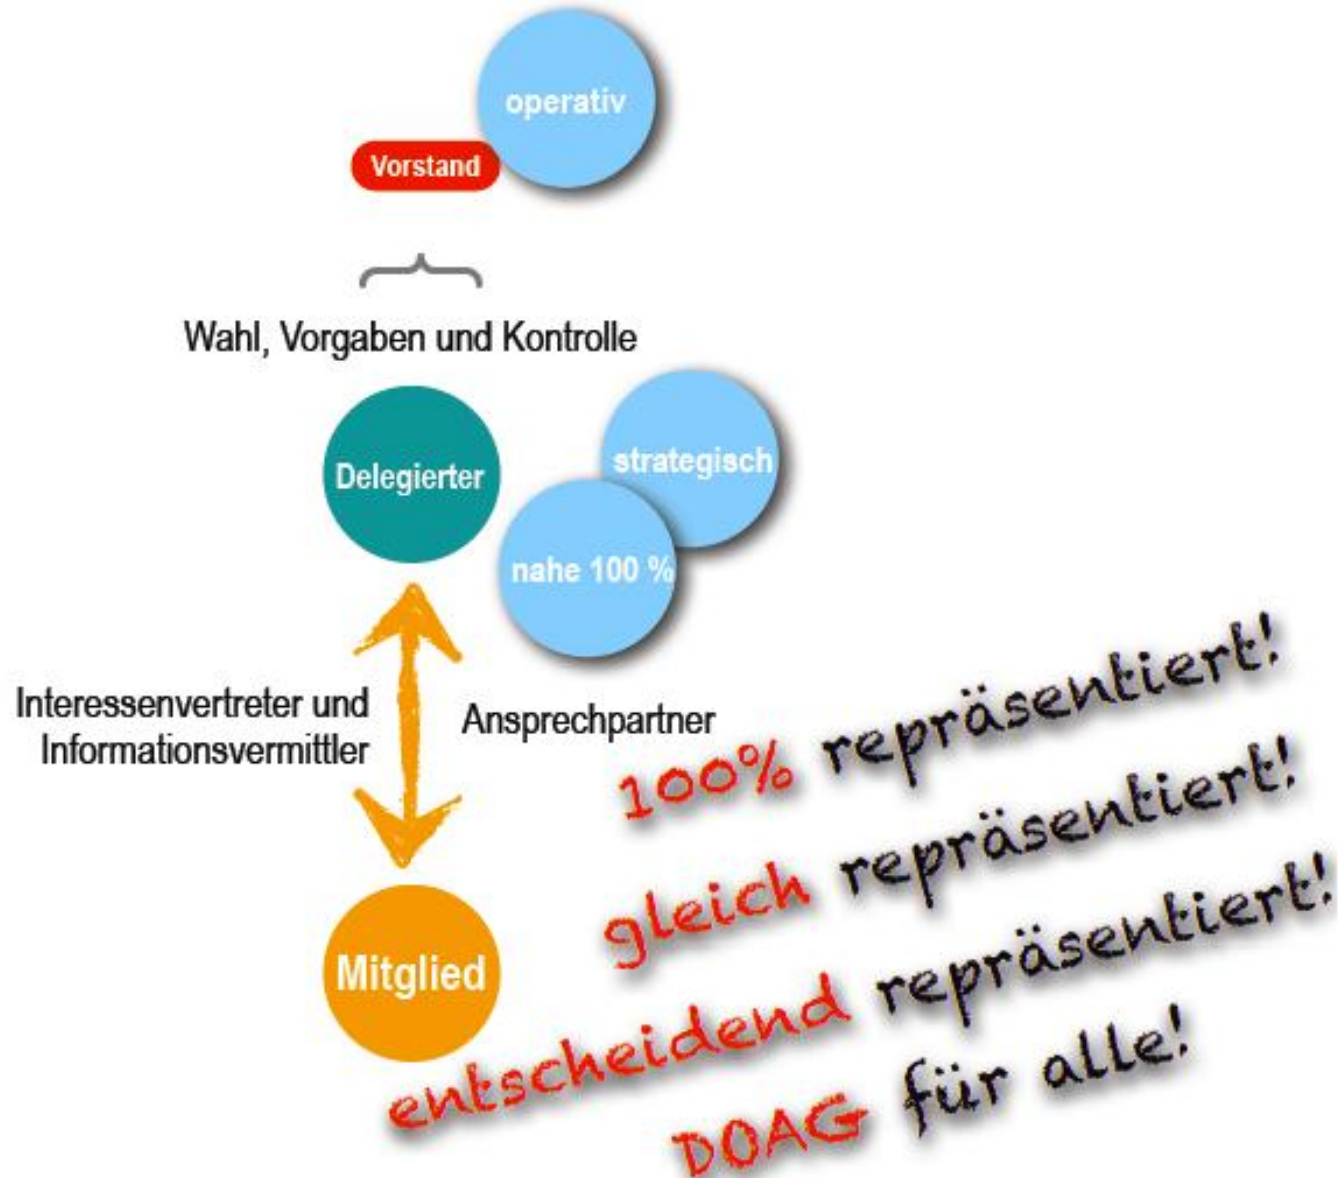 operativ
Vorstand
Wahl, Vorgaben und Kontrolle
Delegierter
strategisch
nahe 100 %
Interessenvertreter und
Informationsvermittler
Ansprechpartner
100% repräsentiert!
gleich repräsentiert!
Mitglied
entscheidend repräsentiert!
DOAG für alle!